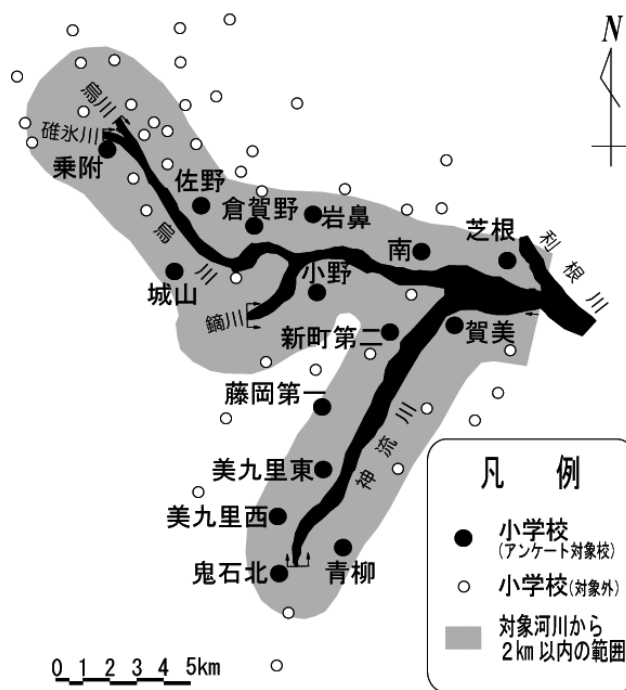 N
烏川
碓氷川
乗附
佐野
倉賀野
岩鼻
南
芝根
利根川
烏川
城山
小野
鏑川
新町第二
賀美
藤岡第一
神流川
美九里東
美九里西
鬼石北
青柳
凡 例
小学校
(アンケート対象校)
小学校(対象外)
対象河川から
2km以内の範囲
0 1 2 3 4 5km